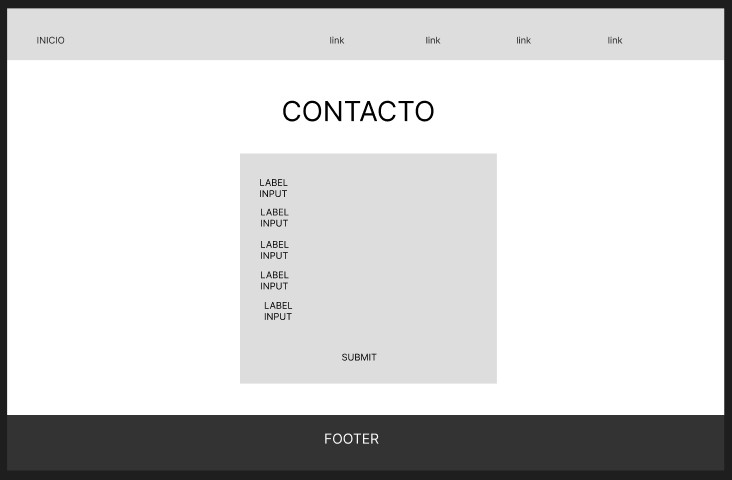 INICIO link link link link
CONTACTO
LABEL
INPUT
LABEL
INPUT
LABEL
INPUT
LABEL
INPUT
LABEL
INPUT
SUBMIT
FOOTER